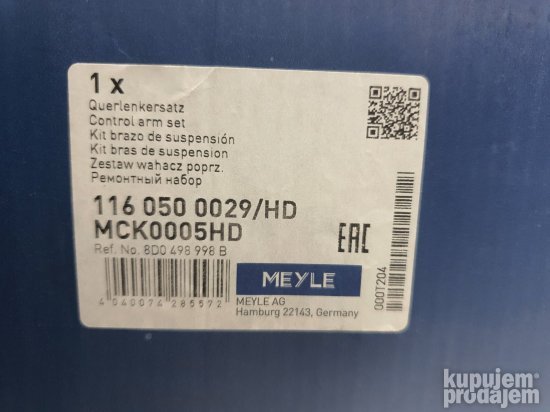 1 x
Querlenkersatz
Control arm set
Kit brazo de suspensión
Kit bras de suspension
Zestaw wahacz poprz.
Ремонтный набор
116 050 0029/HD
MCK0005HD
Ref. No. 8D0 498 998 B
EAC
MEYLE
4 040074 285572
MEYLE AG
Hamburg 22143, Germany
000T204
kupujem
prodajem